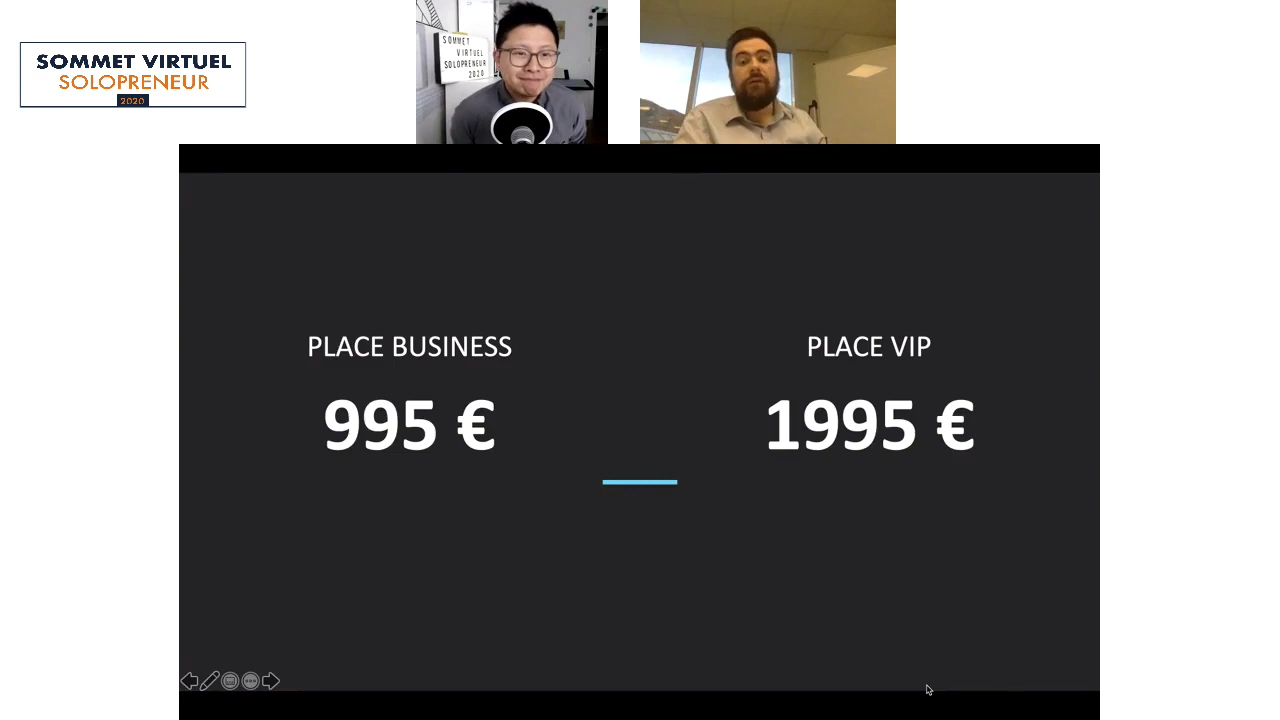 SOMMET VIRTUEL
SOLOPRENEUR
2020
SOMMET
VIRTUEL
SOLOPRENEUR
2020
PLACE BUSINESS
995 €
PLACE VIP
1995 €